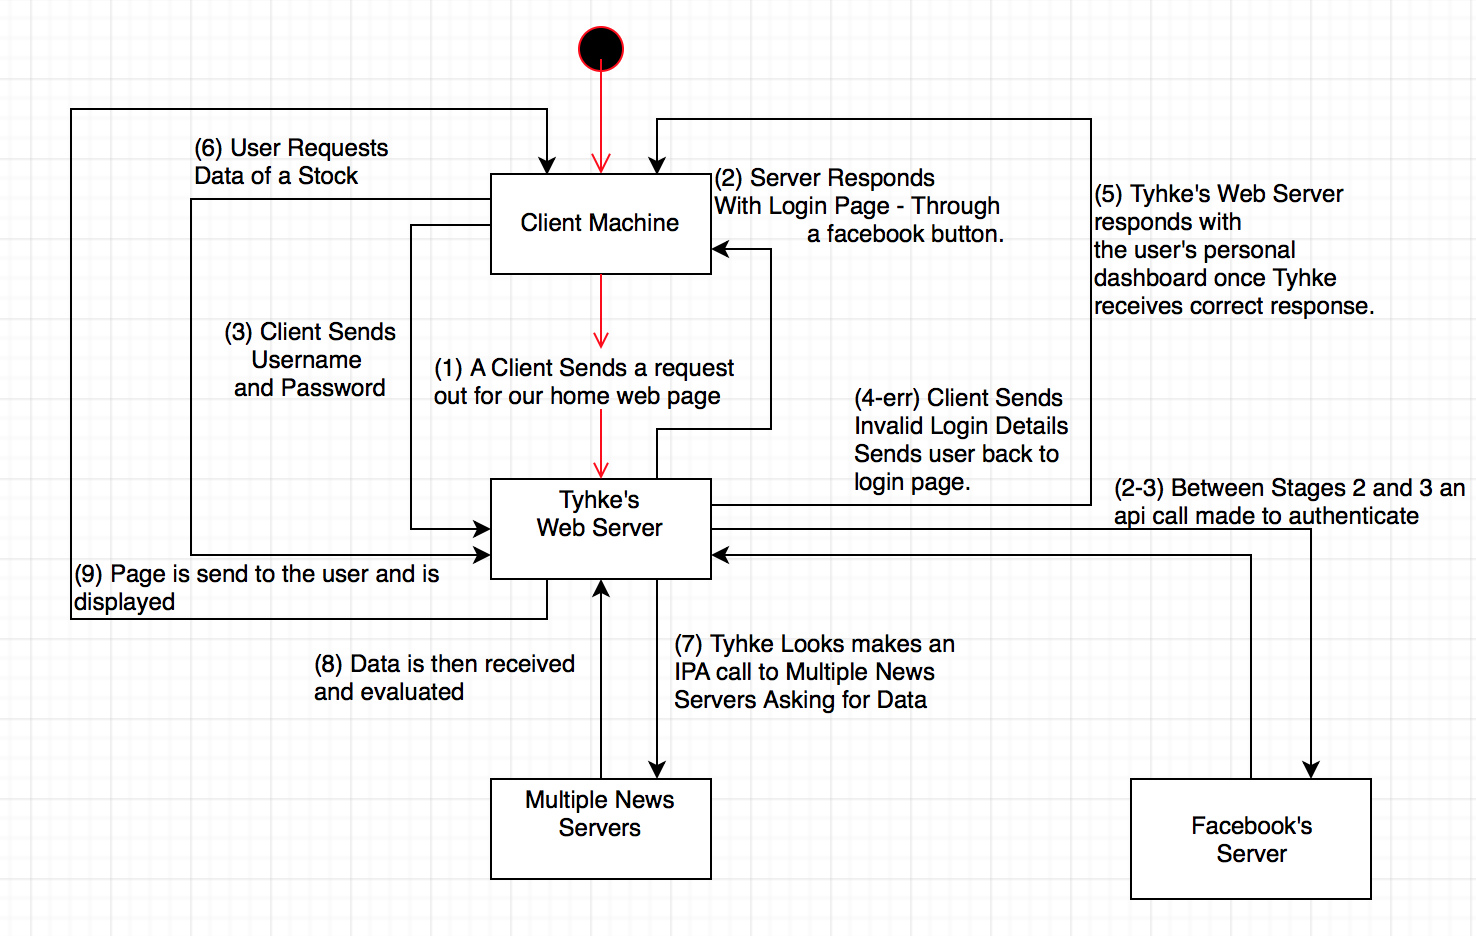 (6) User Requests
Data of a Stock
Client Machine
(2) Server Responds
With Login Page - Through
a facebook button.
(5) Tyhke's Web Server
responds with
the user's personal
dashboard once Tyhke
receives correct response.
(3) Client Sends
Username
and Password
(1) A Client Sends a request
out for our home web page
(4-err) Client Sends
Invalid Login Details
Sends user back to
login page.
(2-3) Between Stages 2 and 3 an
api call made to authenticate
Tyhke's
Web Server
(9) Page is send to the user and is
displayed
(8) Data is then received
and evaluated
(7) Tyhke Looks makes an
IPA call to Multiple News
Servers Asking for Data
Multiple News
Servers
Facebook's
Server